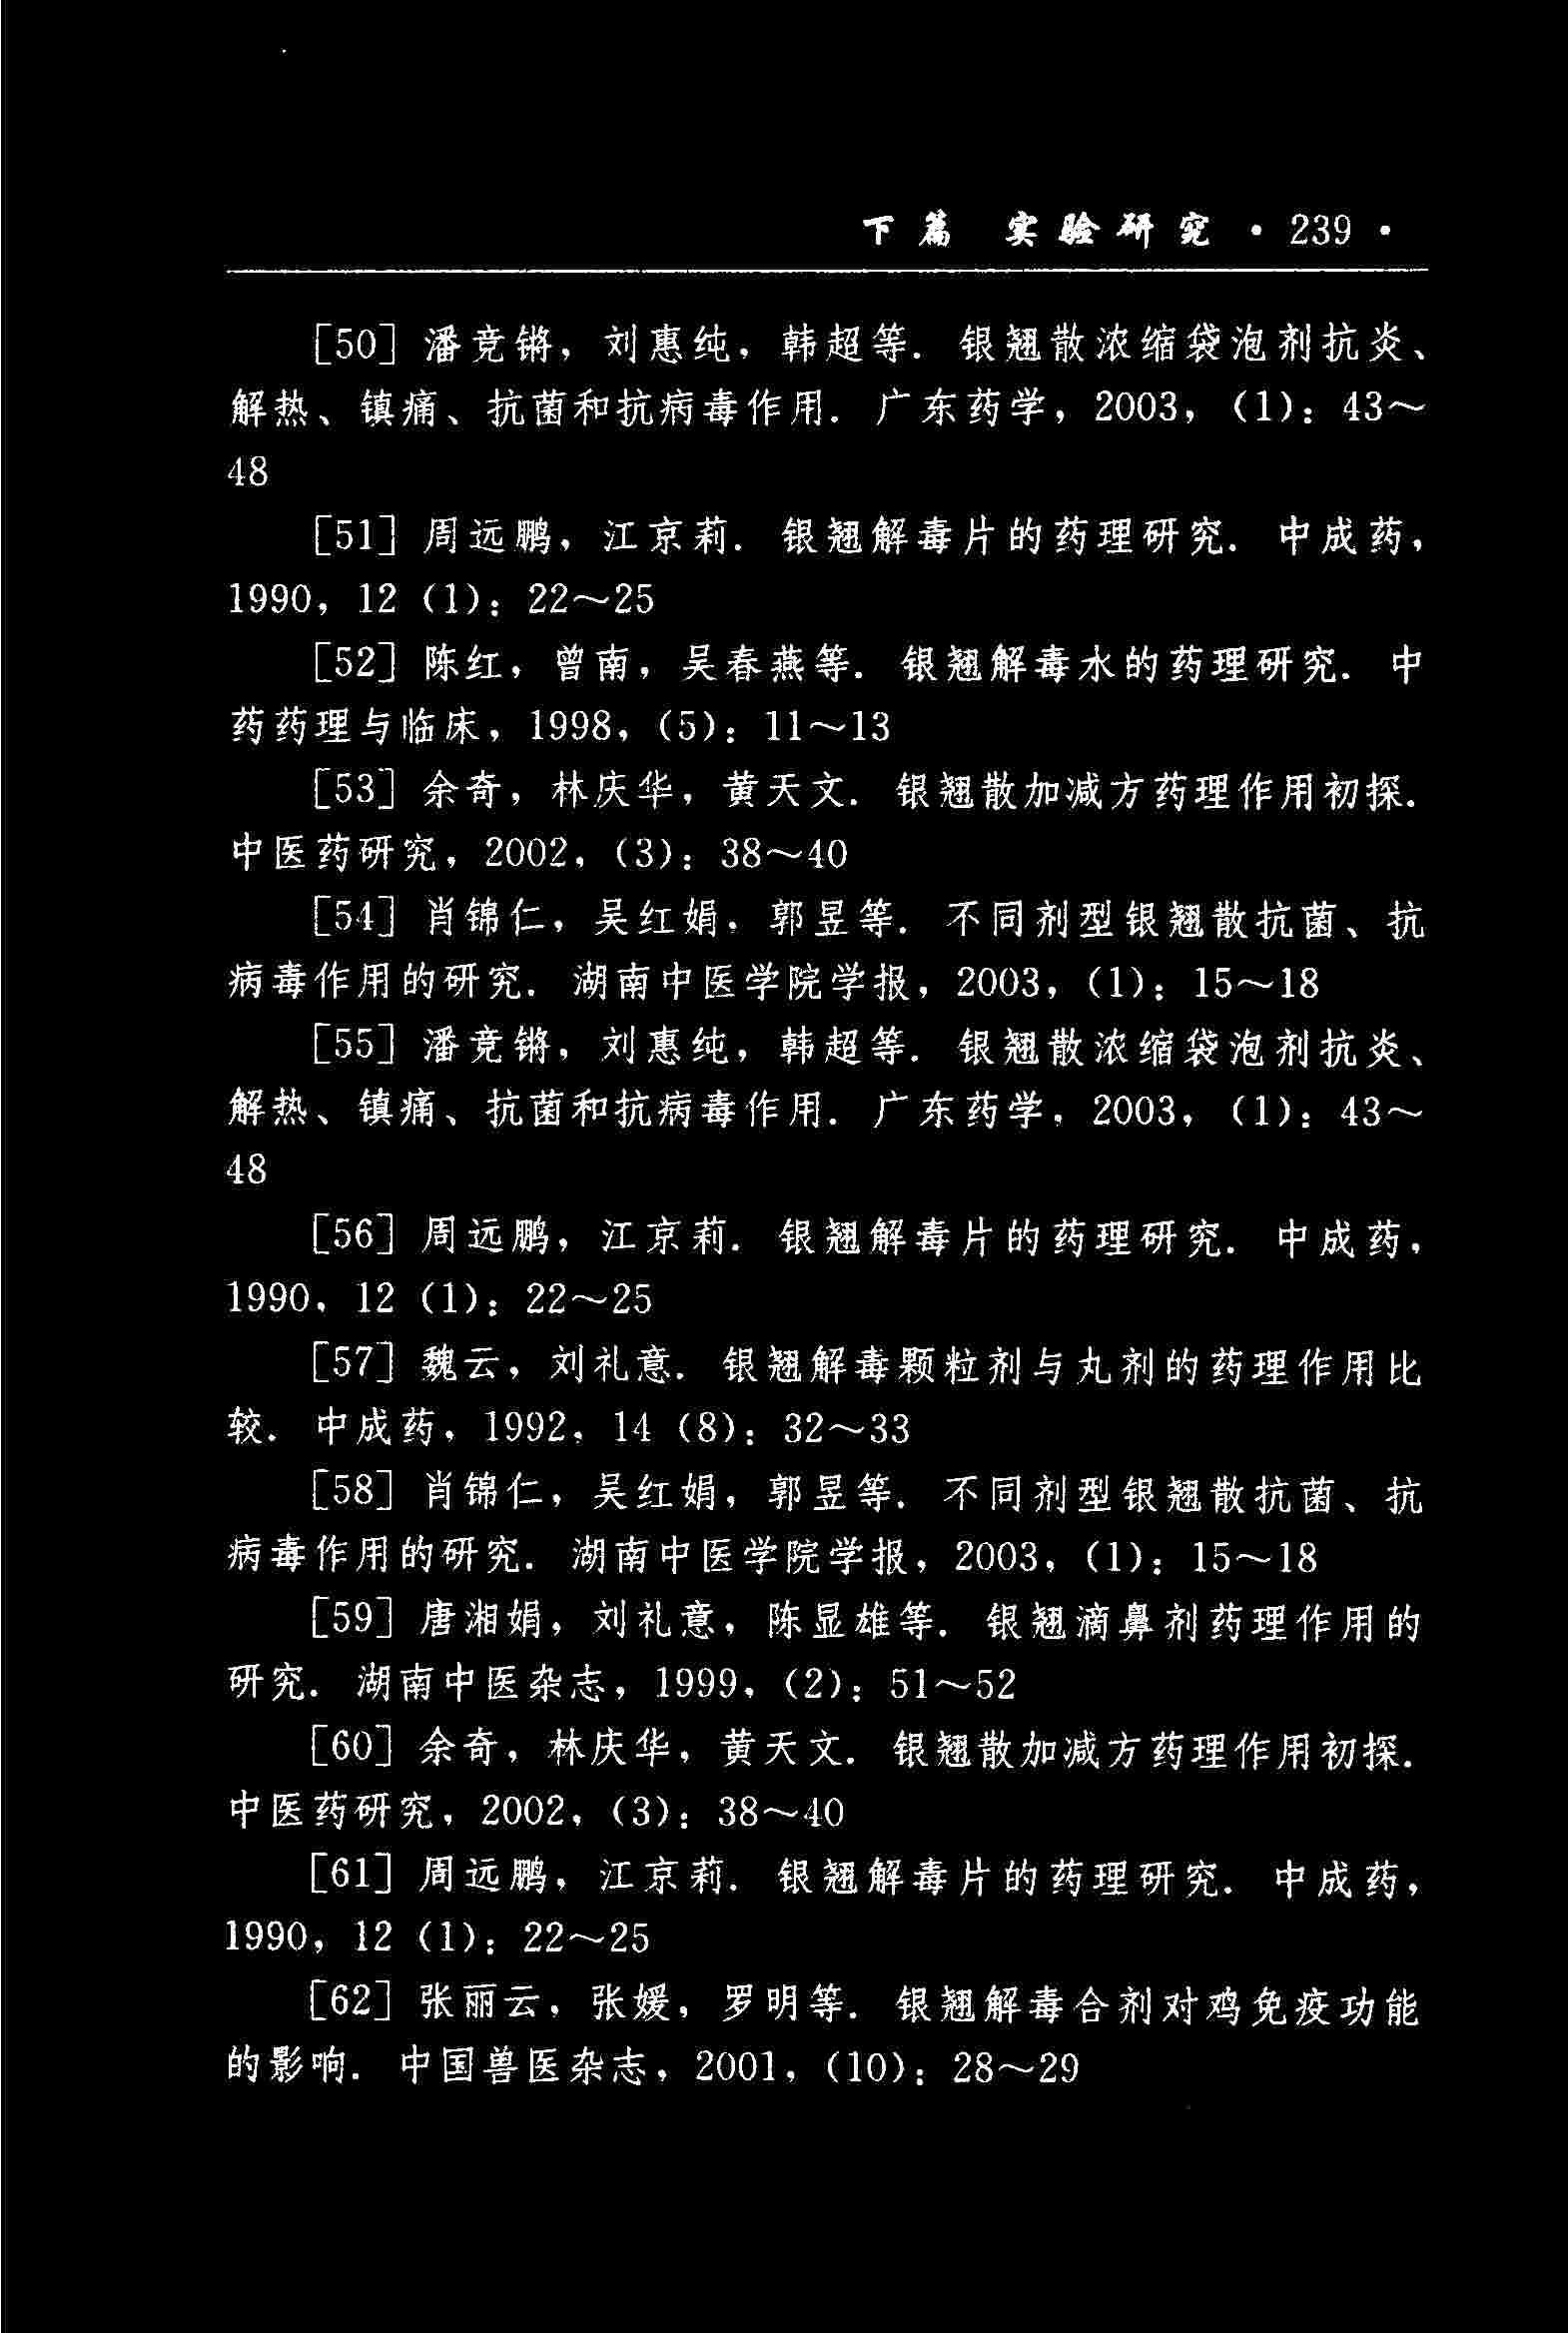 下篇 实验研究 · 239 ·
[50] 潘竞锵，刘惠纯，韩超等．银翘散浓缩袋泡剂抗炎、
解热、镇痛、抗菌和抗病毒作用．广东药学，2003，（1）：43～
48
[51] 周远鹏，江京莉．银翘解毒片的药理研究．中成药，
1990，12（1）：22～25
[52] 陈红，曾南，吴春燕等．银翘解毒水的药理研究．中
药药理与临床，1998，（5）：11～13
[53] 余奇，林庆华，黄天文．银翘散加减方药理作用初探．
中医药研究，2002，（3）：38～40
[54] 肖锦仁，吴红娟，郭昱等．不同剂型银翘散抗菌、抗
病毒作用的研究．湖南中医学院学报，2003，（1）：15～18
[55] 潘竞锵，刘惠纯，韩超等．银翘散浓缩袋泡剂抗炎、
解热、镇痛、抗菌和抗病毒作用．广东药学，2003，（1）：43～
48
[56] 周远鹏，江京莉．银翘解毒片的药理研究．中成药，
1990，12（1）：22～25
[57] 魏云，刘礼意．银翘解毒颗粒剂与丸剂的药理作用比
较．中成药，1992，14（8）：32～33
[58] 肖锦仁，吴红娟，郭昱等．不同剂型银翘散抗菌、抗
病毒作用的研究．湖南中医学院学报，2003，（1）：15～18
[59] 唐湘娟，刘礼意，陈显雄等．银翘滴鼻剂药理作用的
研究．湖南中医杂志，1999，（2）：51～52
[60] 余奇，林庆华，黄天文．银翘散加减方药理作用初探．
中医药研究，2002，（3）：38～40
[61] 周远鹏，江京莉．银翘解毒片的药理研究．中成药，
1990，12（1）：22～25
[62] 张丽云，张媛，罗明等．银翘解毒合剂对鸡免疫功能
的影响．中国兽医杂志，2001，（10）：28～29